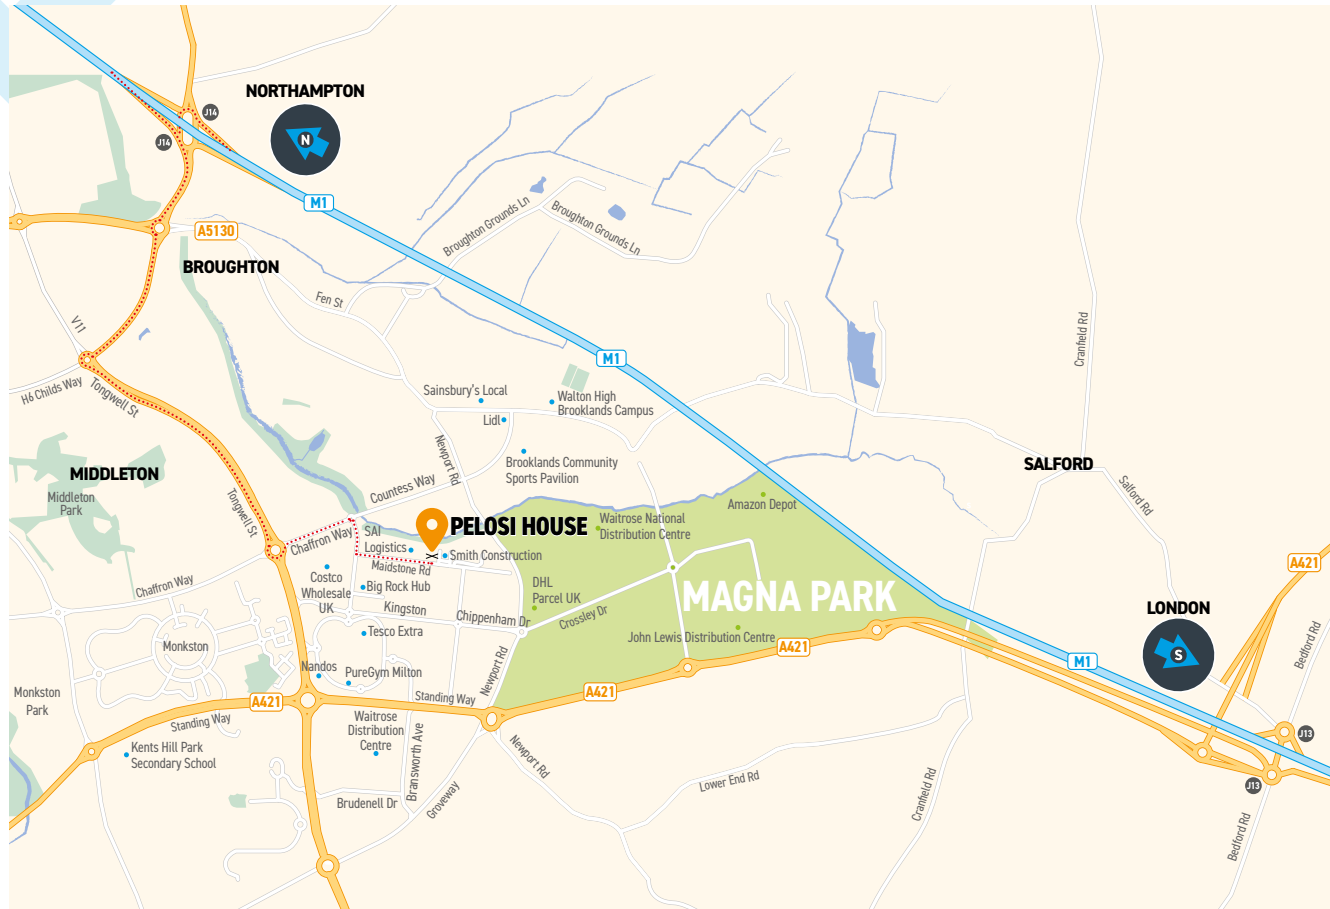 NORTHAMPTON
J14
J14
N
M1
A5130
BROUGHTON
Broughton Grounds Ln
Broughton Grounds Ln
Fen St
V11
H6 Childs Way
Tongwell St
M1
Cranfield Rd
Sainsbury's Local
Walton High
Brooklands Campus
Lidl
Newport Rd
Brooklands Community
Sports Pavilion
SALFORD
Salford Rd
MIDDLETON
Middleton
Park
Tongwell St
Countess Way
Amazon Depot
PELOSI HOUSE
Waitrose National
Distribution Centre
Chaffron Way
SAI
Logistics
Smith Construction
Maidstone Rd
A421
Chaffron Way
Costco
Wholesale
UK
Big Rock Hub
DHL
Parcel UK
MAGNA PARK
Kingston
Chippenham Dr
Crossley Dr
LONDON
S
Tesco Extra
John Lewis Distribution Centre
A421
Monkston
Bedford Rd
M1
Nandos
PureGym Milton
Newport Rd
Monkston
Park
A421
Standing Way
A421
Standing Way
Waitrose
Distribution
Centre
Kents Hill Park
Secondary School
Bransworth Ave
Newport Rd
J13
J13
Lower End Rd
Cranfield Rd
Brudenell Dr
Groveway
Bedford Rd